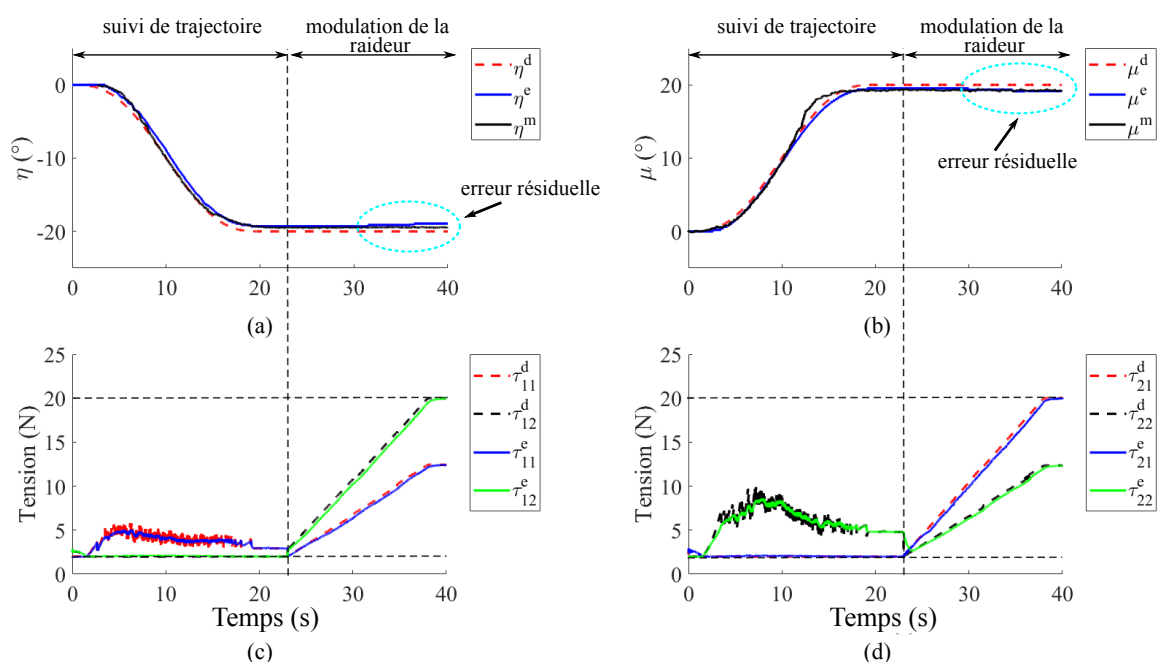 suivi de trajectoire
modulation de la
raideur
η (°)
0
-10
-20
0
10
20
30
40
η^d
η^e
η^m
erreur résiduelle
(a)
suivi de trajectoire
modulation de la
raideur
μ (°)
20
10
0
0
10
20
30
40
μ^d
μ^e
μ^m
erreur résiduelle
(b)
Tension (N)
25
20
15
10
5
0
0
10
20
30
40
Temps (s)
τ^d_11
τ^d_12
τ^e_11
τ^e_12
(c)
Tension (N)
25
20
15
10
5
0
0
10
20
30
40
Temps (s)
τ^d_21
τ^d_22
τ^e_21
τ^e_22
(d)